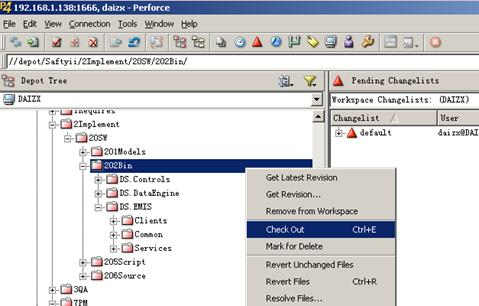 192.168.1.138:1666, daizx - Perforce
File Edit View Search Connection Tools Window Help
//depot/Saftyii/2Implement/20SW/202Bin/
Depot Tree
Pending Changelists
DAIZX
Workspace Changelists: (DAIZX)
Changelist User
default daizx@DAI
1Requires
2Implement
20SW
201Models
202Bin
DS.Controls
DS.DataEngine
DS.EMIS
Clients
Common
Services
205Script
206Source
3QA
7PM
Get Latest Revision
Get Revision...
Remove from Workspace
Check Out Ctrl+E
Mark for Delete
Revert Unchanged Files
Revert Files Ctrl+R
Resolve Files...